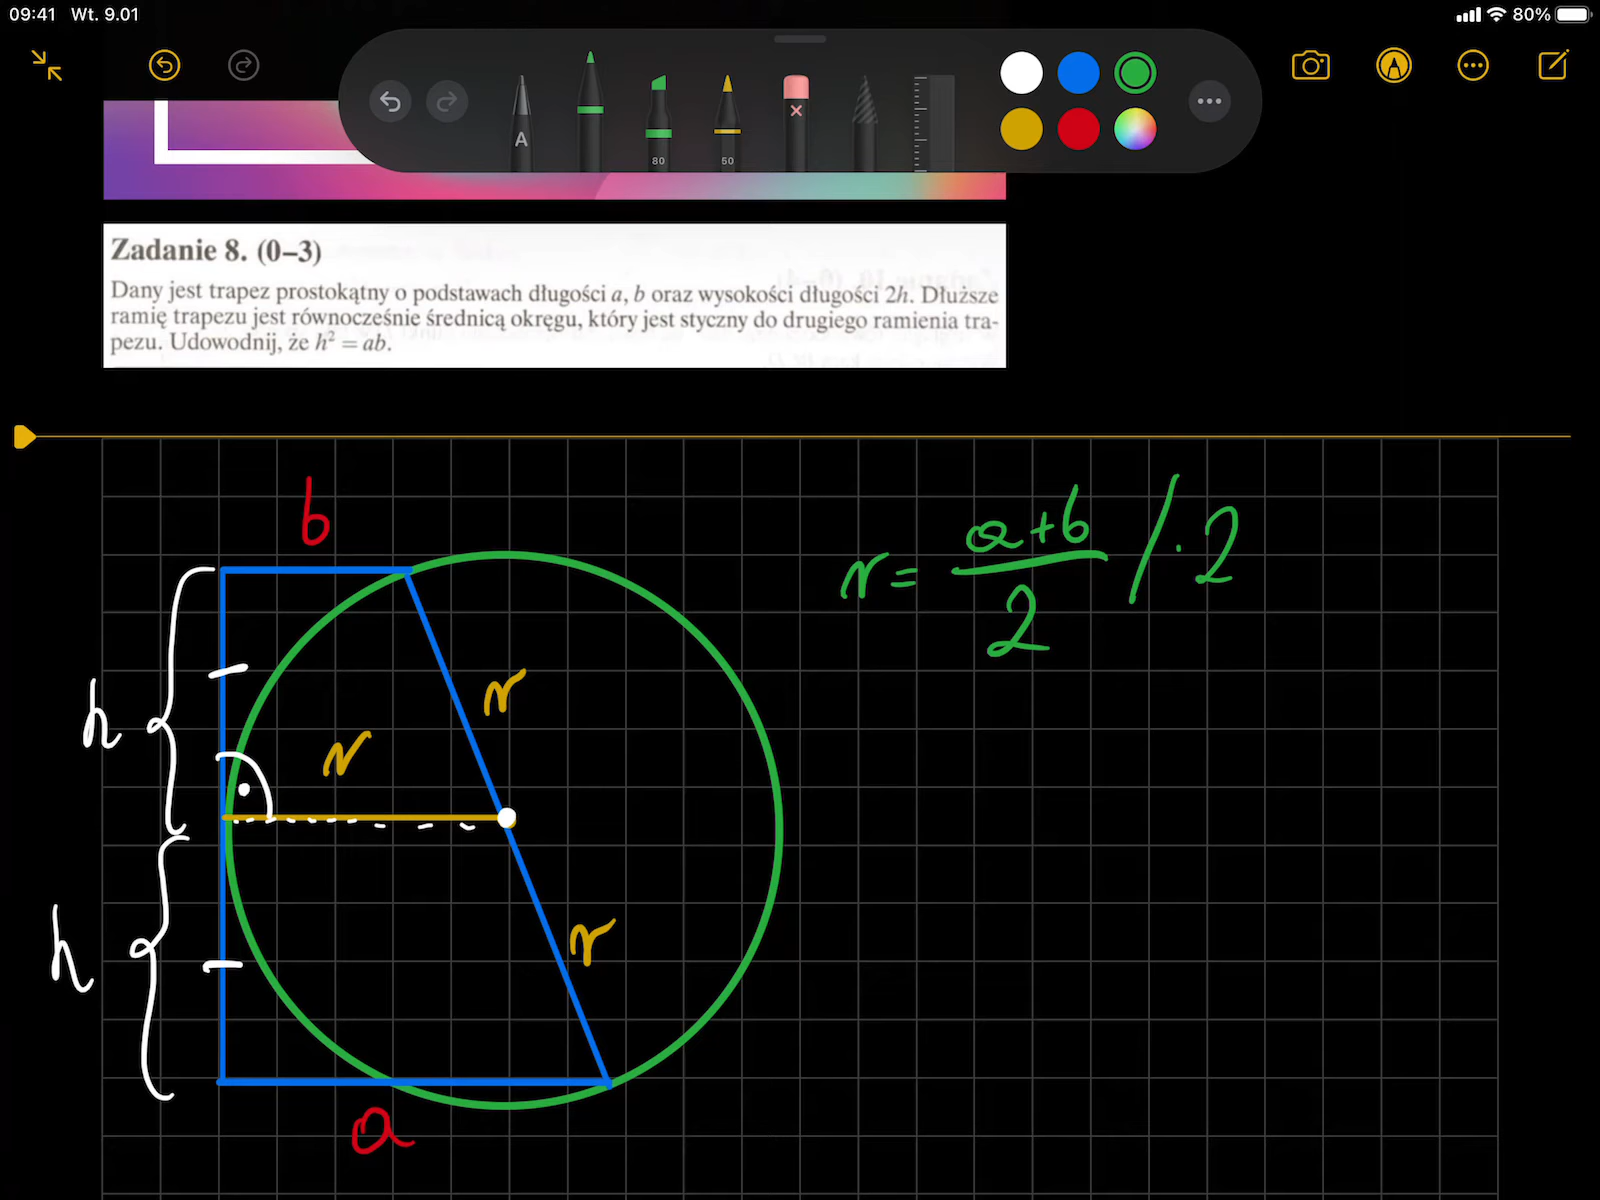 09:41 Wt. 9.01
80%
A
80
50
Zadanie 8. (0–3)
Dany jest trapez prostokątny o podstawach długości a, b oraz wysokości długości 2h. Dłuższe
ramię trapezu jest równocześnie średnicą okręgu, który jest styczny do drugiego ramienia tra-
pezu. Udowodnij, że h² = ab.
b
r = \frac{a+b}{2} / · 2
r
h
r
h
r
a